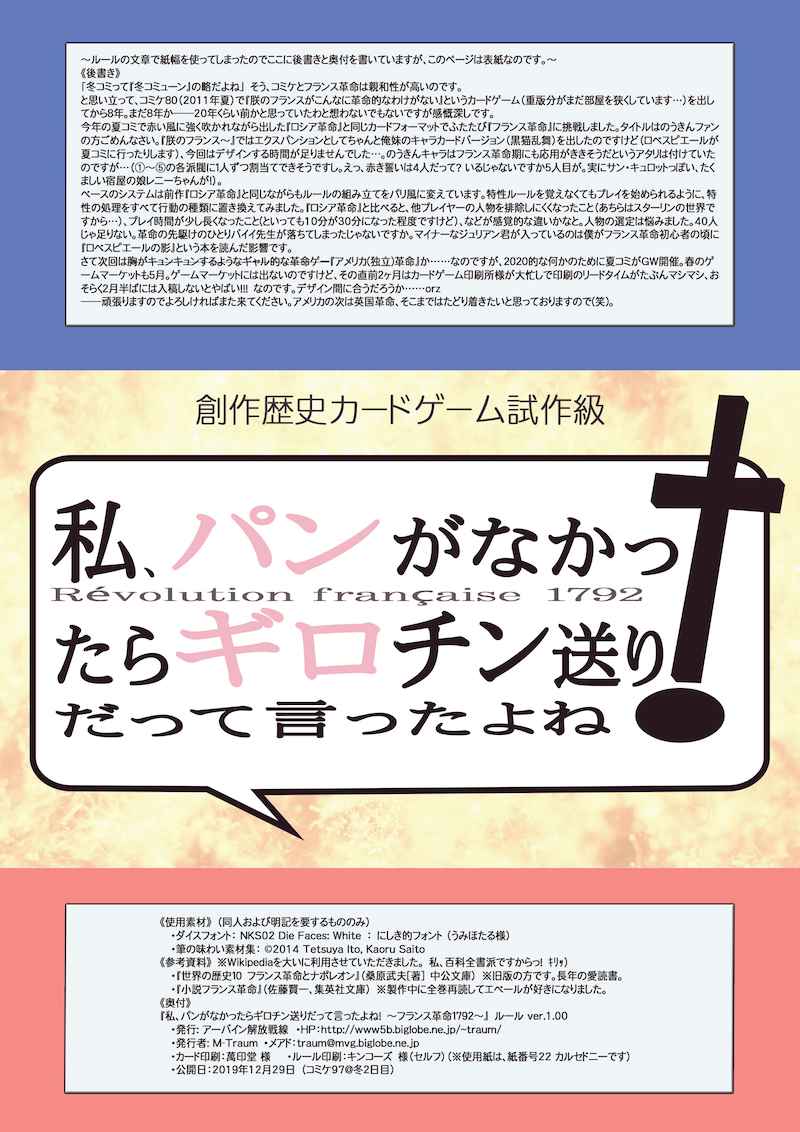 ～ルールの文章で紙幅を使ってしまったのでここに後書きと奥付を書いていますが、このページは表紙なのです。～
《後書き》
「冬コミって『冬コミューン』の略だよね」 そう、コミケとフランス革命は親和性が高いのです。
と思い立って、コミケ80（2011年夏）で『朕のフランスがこんなに革命的なわけがない』というカードゲーム（重版分がまだ部屋を狭くしています…）を出し
てから8年。まだ8年か――20年くらい前かと思っていたわと想わないでもないですが感慨深しです。
今年の夏コミで赤い風に強く吹かれながら出した『ロシア革命』と同じカードフォーマットでふたたび『フランス革命』に挑戦しました。タイトルはのうきんファン
の方ごめんなさい。『朕のフランス～』ではエクスパンションとしてちゃんと俺妹のキャラカードバージョン（黒猫乱舞）を出したのですけど（ロベスピエールが
夏コミに行ったりします）、今回はデザインする時間が足りませんでした…。のうきんキャラはフランス革命期にも応用がききそうだというアタリは付けていた
のですが…（①～⑤の各派閥に1人ずつ割当てできそうですし。えっ、赤き誓いは4人だって？ いるじゃないですか5人目が。実にサン・キュロットっぽい、たく
ましい宿屋の娘レニーちゃんが！）。
ベースのシステムは前作『ロシア革命』と同じながらもルールの組み立てをパリ風に変えています。特性ルールを覚えなくてもプレイを始められるように、特
性の処理をすべて行動の種類に置き換えてみました。『ロシア革命』と比べると、他プレイヤーの人物を排除しにくくなったこと（あちらはスターリンの世界で
すから…）、プレイ時間が少し長くなったこと（といっても10分が30分になった程度ですけど）、などが感覚的な違いかなと。人物の選定は悩みました。40人
じゃ足りない。革命の先駆けのひとりバイイ先生が落ちてしまったじゃないですか。マイナーなジュリアン君が入っているのは僕がフランス革命初心者の頃に
『ロベスピエールの影』という本を読んだ影響です。
さてさて次回は胸がキュンキュンするようなギャル的な革命ゲー『アメリカ（独立）革命』か……なのですが、2020的な何かのために夏コミがGW開催。春のゲ
ームマーケットも5月。ゲームマーケットには出ないのですけど、その直前2ヶ月はカードゲーム印刷所様が大忙しで印刷のリードタイムがたぶんマシマシ、お
そらく2月半ばには入稿しないとやばい!!! なのです。デザイン間に合うだろうか……orz
――頑張りますのでよろしければまた来てください。アメリカの次は英国革命、そこまではたどり着きたいと思っておりますので（笑）。
創作歴史カードゲーム試作級
私、パンがなかっ
Révolution française 1792
たらギロチン送り
だって言ったよね!
《使用素材》（同人および明記を要するもののみ）
・ダイスフォント： NKS02 Die Faces: White ： にしき的フォント（うみほたる様）
・筆の味わい素材集： ©2014 Tetsuya Ito, Kaoru Saito
《参考資料》 ※Wikipediaを大いに利用させていただきました。 私、百科全書派ですからっ! ｷﾘｯ）
・『世界の歴史10 フランス革命とナポレオン』（桑原武夫[著] 中公文庫） ※旧版の方です。長年の愛読書。
・『小説フランス革命』（佐藤賢一、集英社文庫） ※製作中に全巻再読してエベールが好きになりました。
《奥付》
『私、パンがなかったらギロチン送りだって言ったよね! ～フランス革命1792～』 ルール ver.1.00
・発行： アーバイン解放戦線 ・HP：http://www5b.biglobe.ne.jp/~traum/
・発行者： M-Traum ・メアド：traum@mvg.biglobe.ne.jp
・カード印刷： 萬印堂 様 ・ルール印刷：キンコーズ 様（セルフ）（※使用紙は、紙番号22 カルセドニーです）
・公開日： 2019年12月29日 （コミケ97@冬2日目）